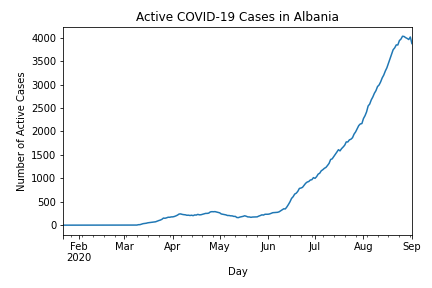 Active COVID-19 Cases in Albania
Number of Active Cases
4000
3500
3000
2500
2000
1500
1000
500
0
Feb Mar Apr May Jun Jul Aug Sep
2020
Day